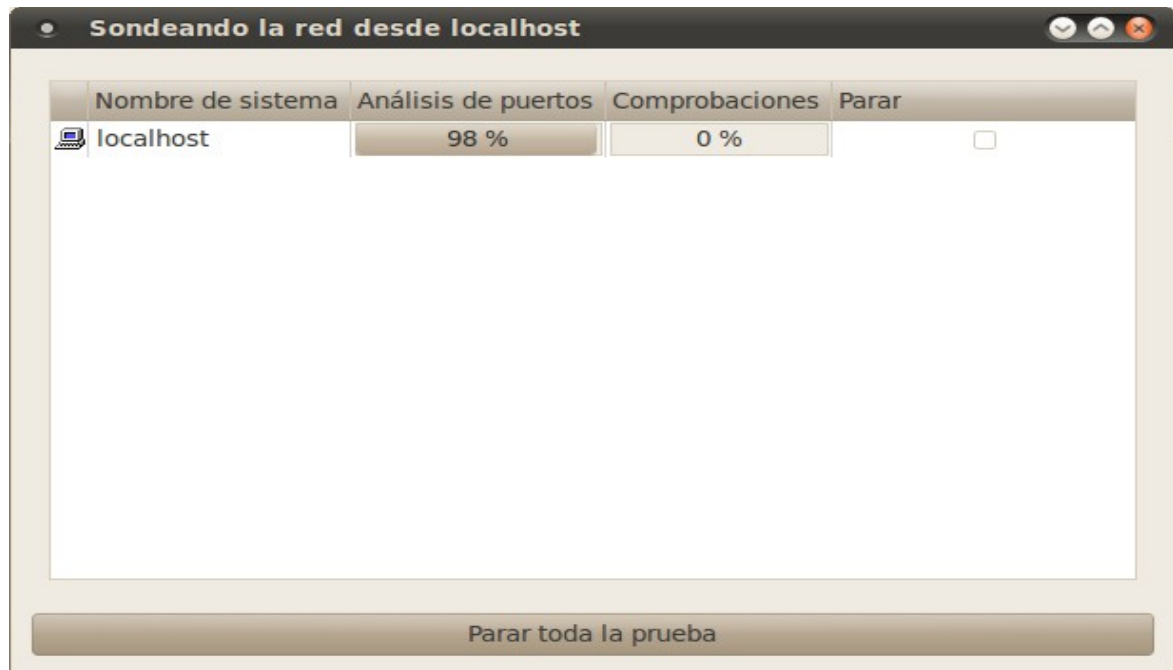 Sondeando la red desde localhost
Nombre de sistema Análisis de puertos Comprobaciones Parar
localhost 98 % 0 %
Parar toda la prueba